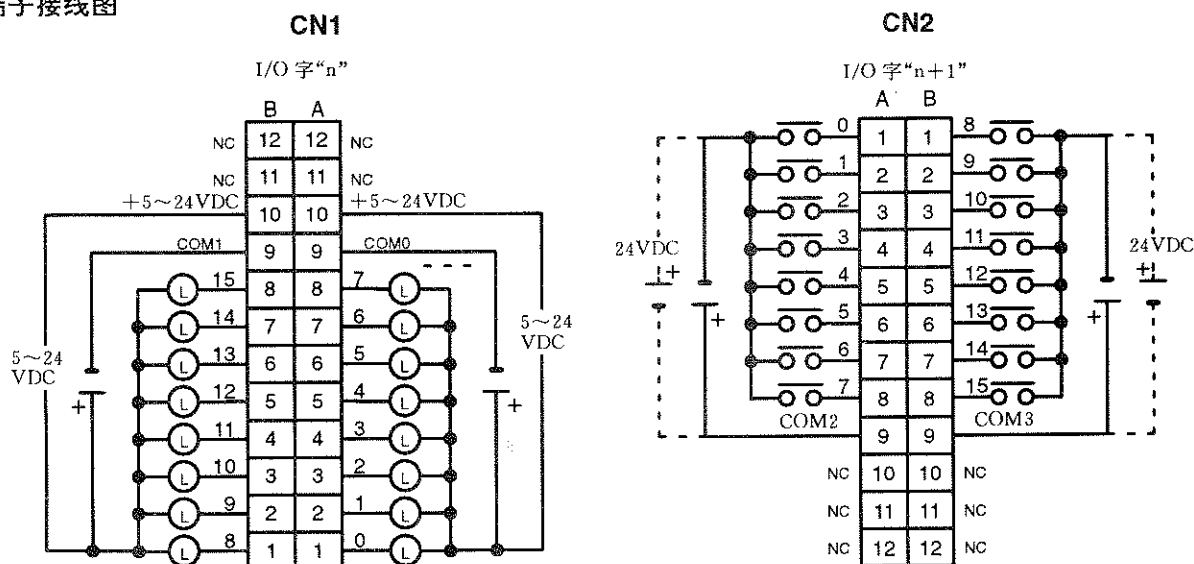 端子接线图
CN1
I/O 字“n”
B A
NC 12 12 NC
NC 11 11 NC
+5~24VDC 10 10 +5~24VDC
COM1 9 9 COM0
L 15 8 8 7 L
L 14 7 7 6 L
L 13 6 6 5 L
L 12 5 5 4 L
L 11 4 4 3 L
L 10 3 3 2 L
L 9 2 2 1 L
L 8 1 1 0 L
5~24
VDC
+
5~24
VDC
+
CN2
I/O 字“n+1”
A B
0 1 1 8
1 2 2 9
2 3 3 10
3 4 4 11
4 5 5 12
5 6 6 13
6 7 7 14
7 8 8 15
COM2 9 9 COM3
NC 10 10 NC
NC 11 11 NC
NC 12 12 NC
24VDC
+
+
24VDC
+
+